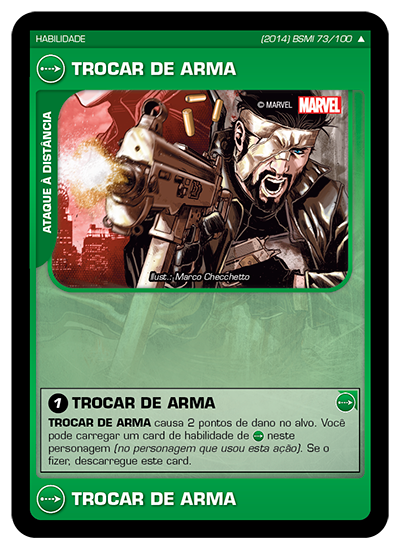 HABILIDADE (2014) BSMI 73/100 ▲
TROCAR DE ARMA
ATAQUE À DISTÂNCIA
© MARVEL MARVEL
Ilust.: Marco Checchetto
1 TROCAR DE ARMA
TROCAR DE ARMA causa 2 pontos de dano no alvo. Você
pode carregar um card de habilidade de neste
personagem (no personagem que usou esta ação). Se o
fizer, descarregue este card.
TROCAR DE ARMA